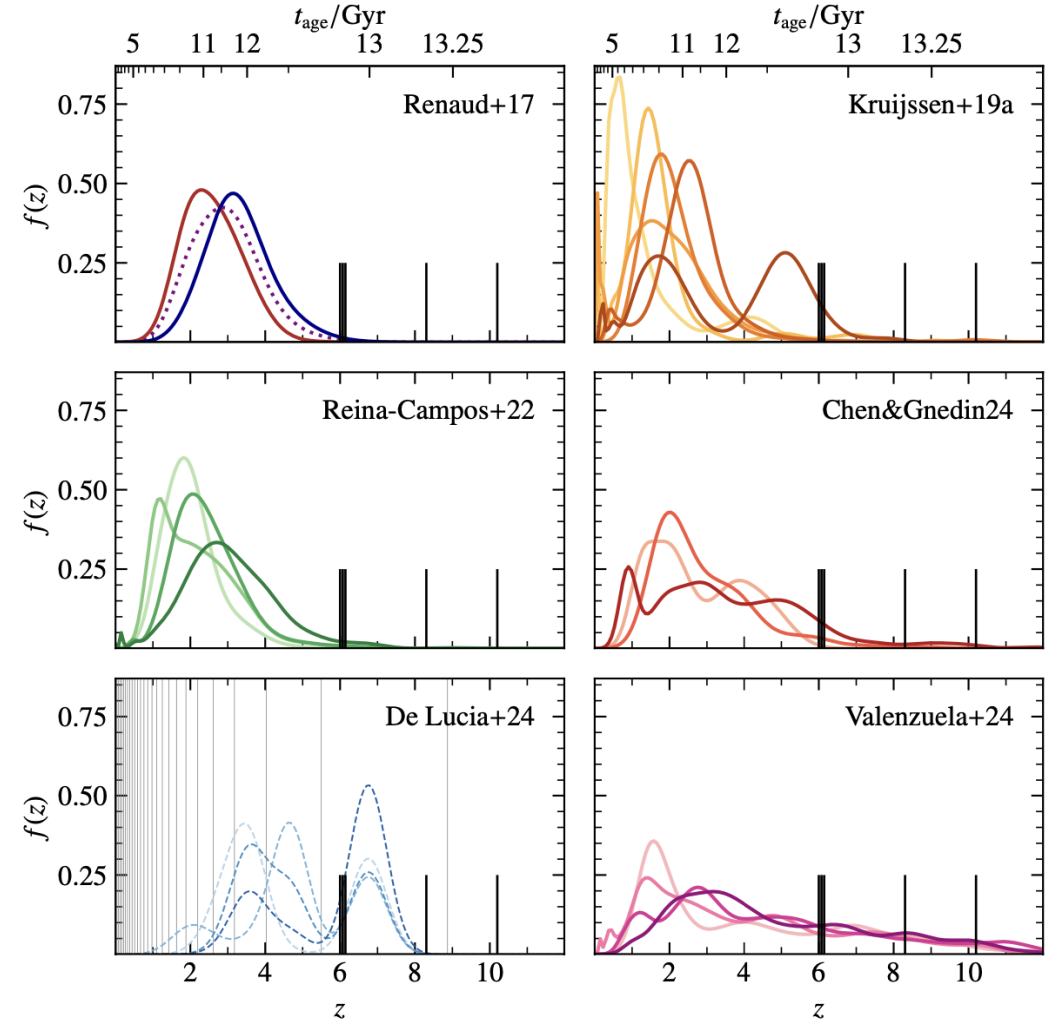 t_age/Gyr t_age/Gyr
5 11 12 13 13.25 5 11 12 13 13.25
Renaud+17 Kruijssen+19a
0.75
0.50
0.25
f(z)
Reina-Campos+22 Chen&Gnedin24
0.75
0.50
0.25
f(z)
De Lucia+24 Valenzuela+24
0.75
0.50
0.25
f(z)
2 4 6 8 10 2 4 6 8 10
z z